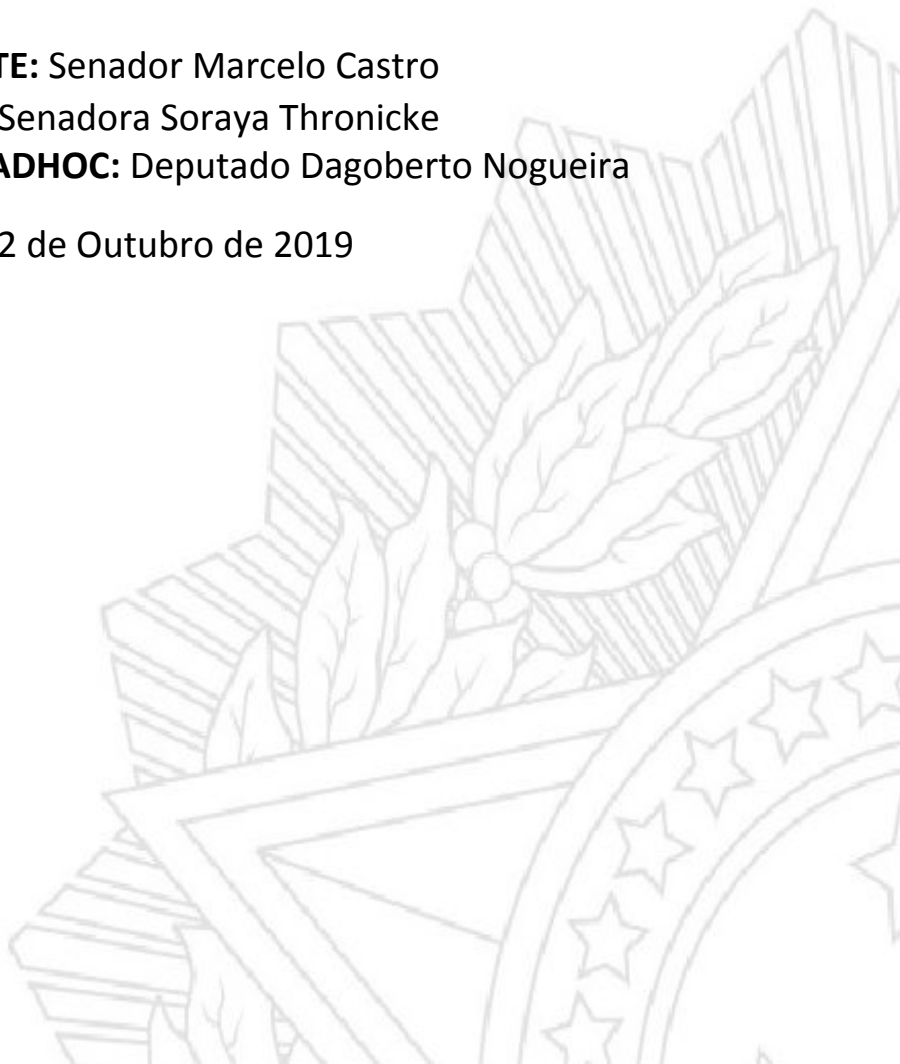 TE: Senador Marcelo Castro
Senadora Soraya Thronicke
ADHOC: Deputado Dagoberto Nogueira
2 de Outubro de 2019